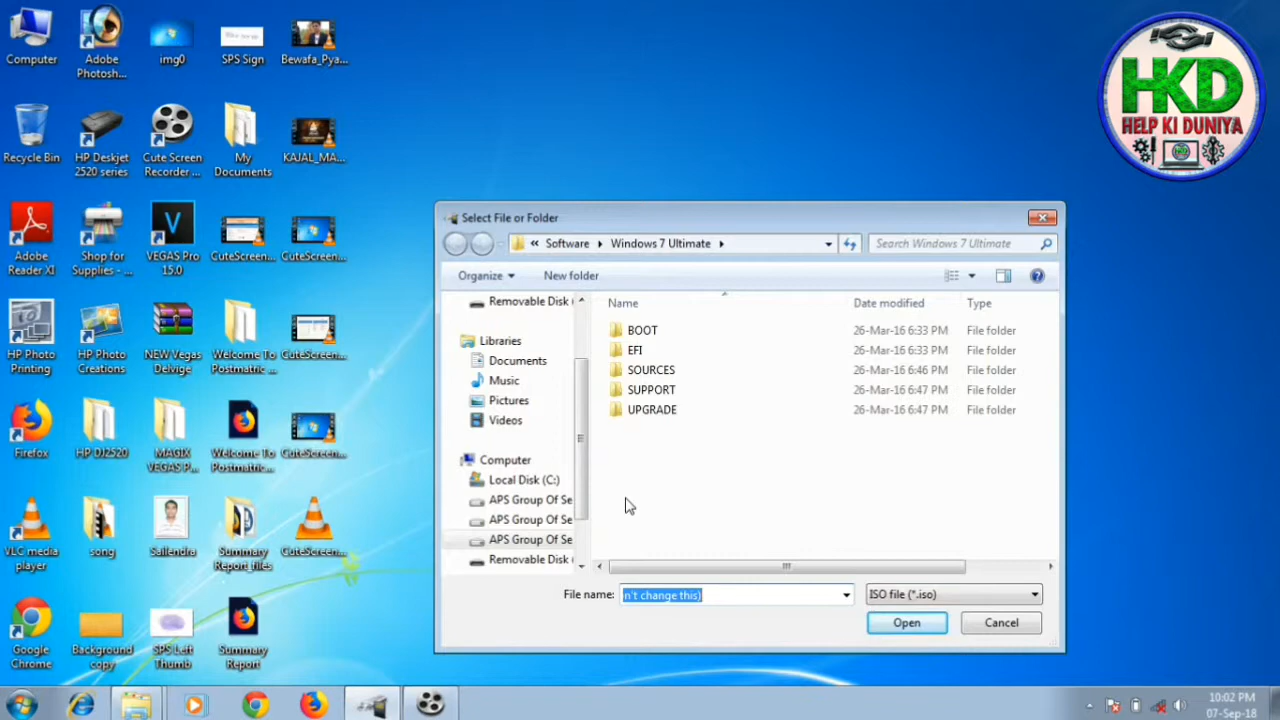 Computer
Adobe Photosh...
img0
SPS Sign
Bewafa_Pya...
Recycle Bin
HP Deskjet 2520 series
Cute Screen Recorder ...
My Documents
KAJAL_MA...
Adobe Reader XI
Shop for Supplies - ...
VEGAS Pro 15.0
CuteScreen...
CuteScreen...
HP Photo Printing
HP Photo Creations
NEW Vegas Delvige
Welcome To Postmatric ...
CuteScreen...
Firefox
HP DJ2520
MAGIX VEGAS P...
Welcome To Postmatric...
CuteScreen...
VLC media player
song
Sailendra
Summary Report_files
CuteScreen...
Google Chrome
Background copy
SPS Left Thumb
Summary Report
HKD
HELP KI DUNIYA
Select File or Folder
« Software Windows 7 Ultimate
Search Windows 7 Ultimate
Organize New folder
Removable Disk (
Libraries
Documents
Music
Pictures
Videos
Computer
Local Disk (C:)
APS Group Of Se
APS Group Of Se
APS Group Of Se
Removable Disk (
Name Date modified Type
BOOT 26-Mar-16 6:33 PM File folder
EFI 26-Mar-16 6:33 PM File folder
SOURCES 26-Mar-16 6:46 PM File folder
SUPPORT 26-Mar-16 6:47 PM File folder
UPGRADE 26-Mar-16 6:47 PM File folder
File name: n't change this) ISO file (*.iso)
Open Cancel
10:02 PM
07-Sep-18